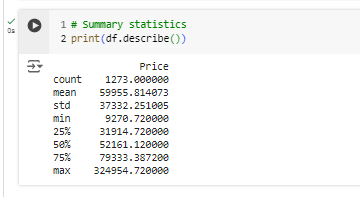 0s
1 # Summary statistics
2 print(df.describe())
Price
count 1273.000000
mean 59955.814073
std 37332.251005
min 9270.720000
25% 31914.720000
50% 52161.120000
75% 79333.387200
max 324954.720000